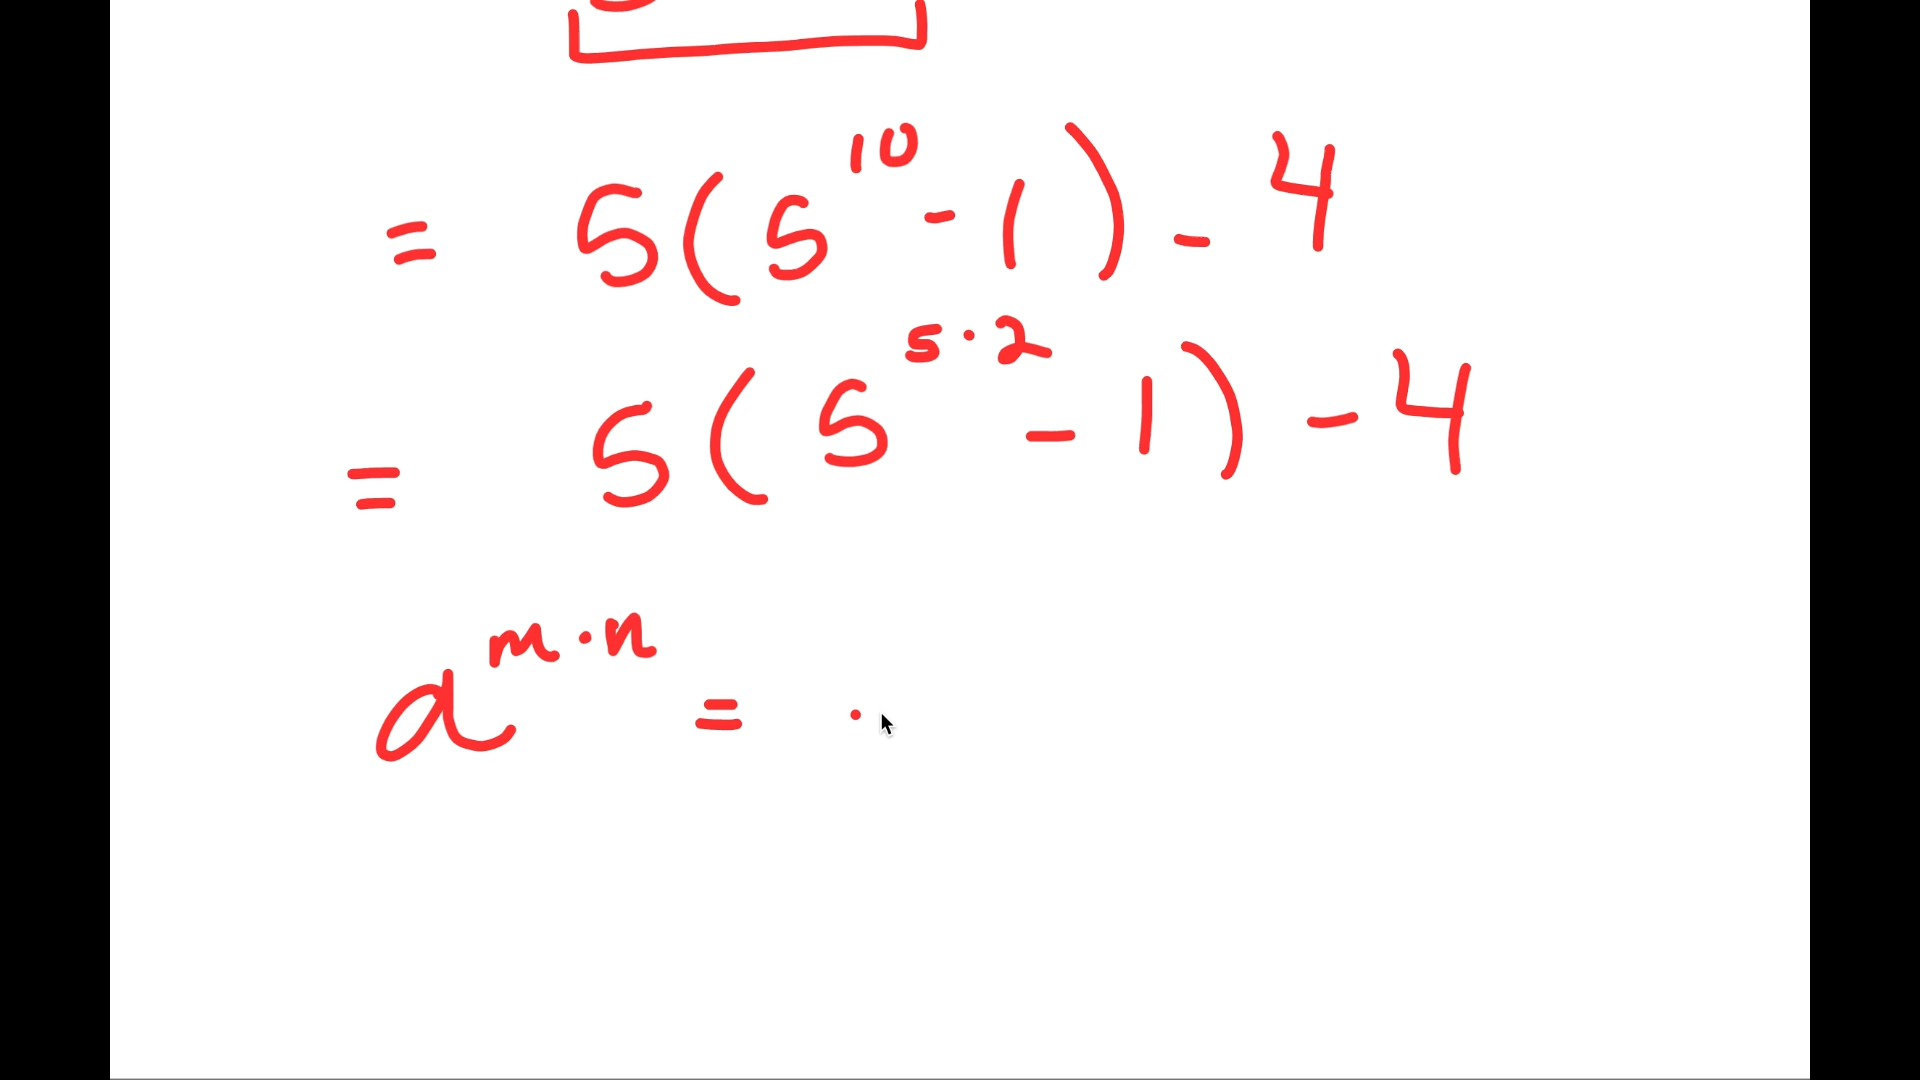 = 5(5^10 - 1) - 4
= 5(5^5·2 - 1) - 4
a^m·n = ·